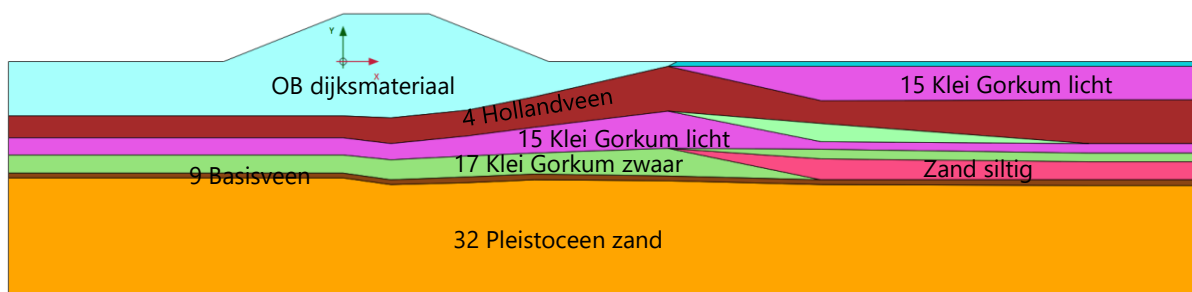 Y
X
OB dijksmateriaal
15 Klei Gorkum licht
4 Hollandveen
15 Klei Gorkum licht
17 Klei Gorkum zwaar
9 Basisveen
Zand siltig
32 Pleistoceen zand